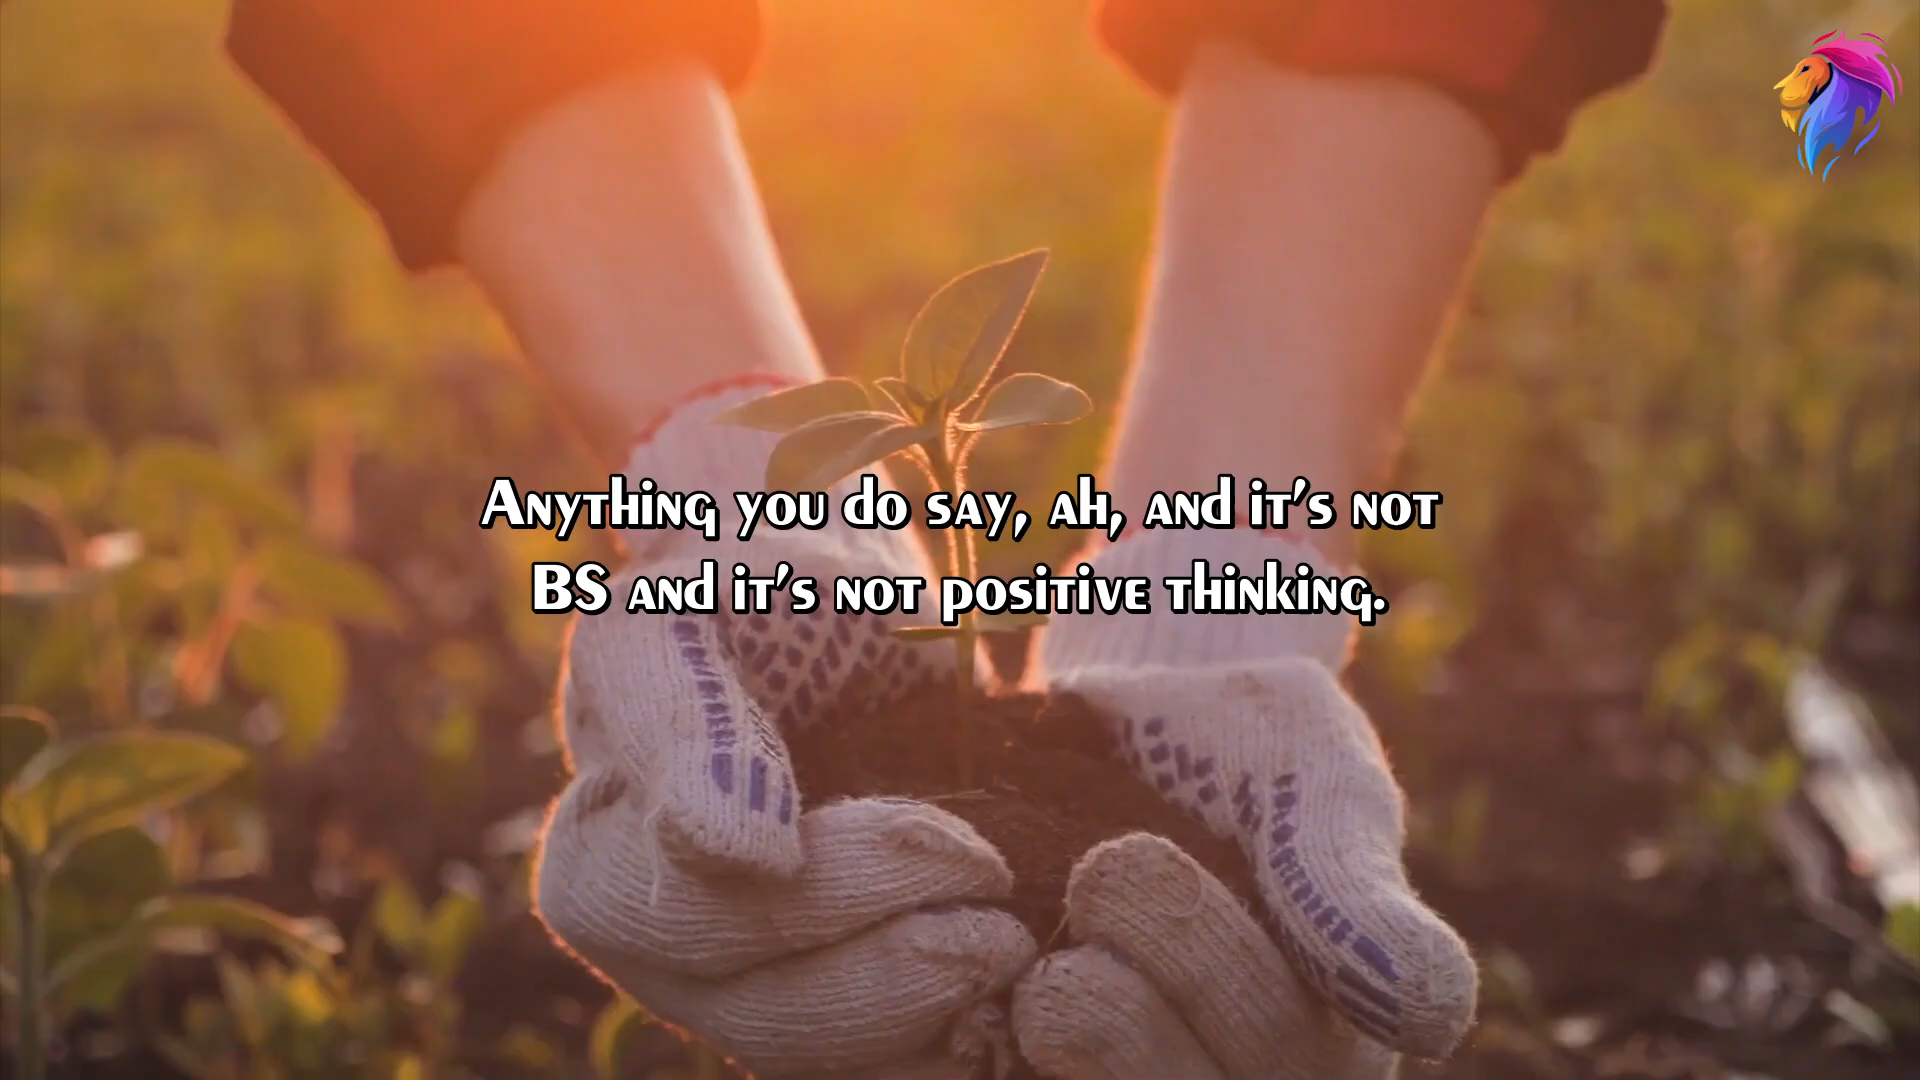 Anything you do say, ah, and it's not
BS and it's not positive thinking.